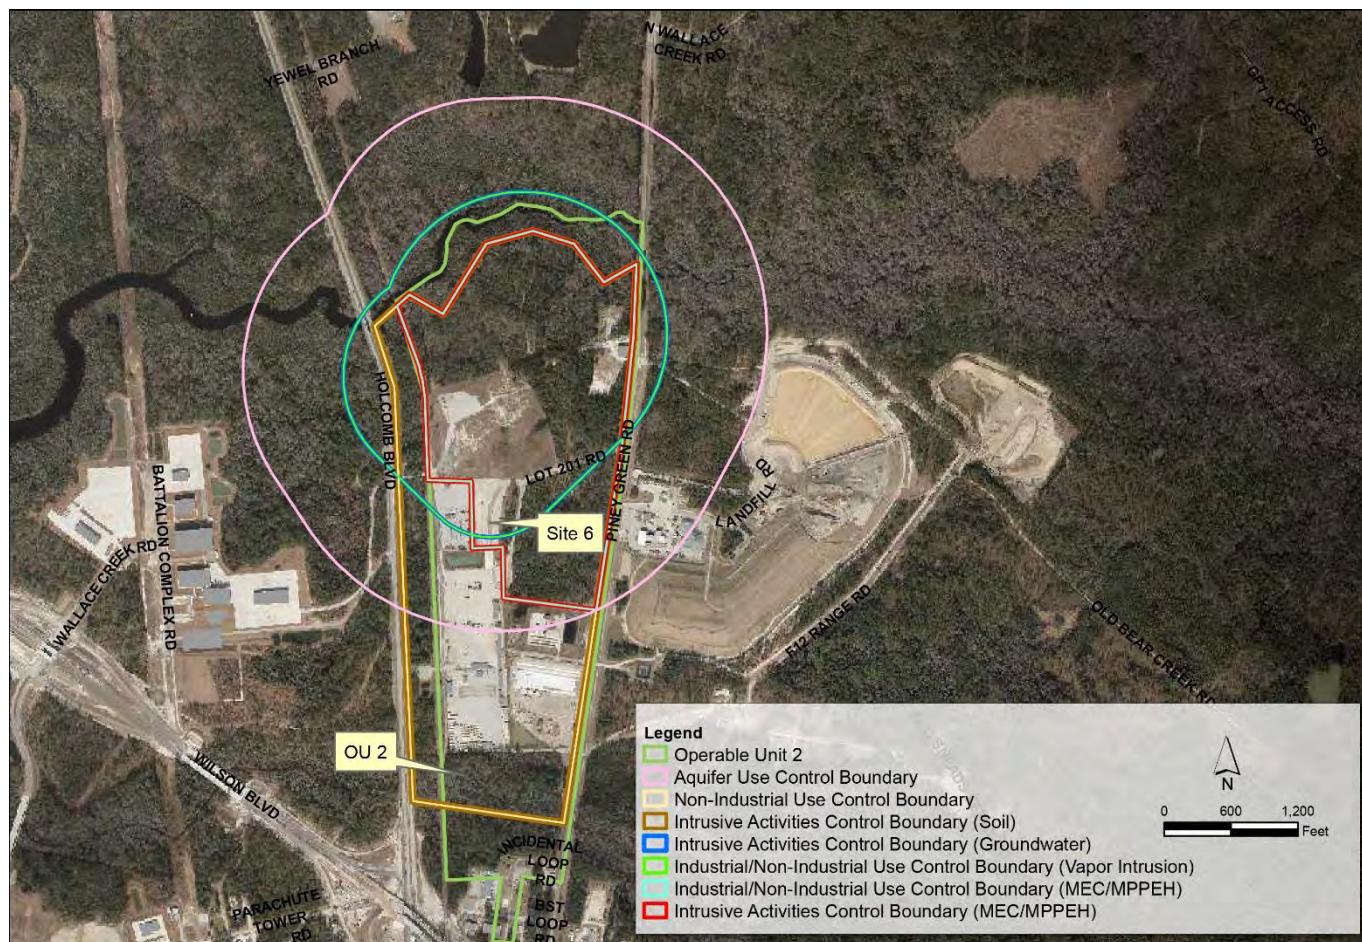 YEWEL BRANCH
RD
N WALLACE
CREEK RD
GP7 ACCESS RD
HOLCOMB BLVD
LOT 201 RD
PINEY GREEN RD
LANDFILL
RD
Site 6
BATTALION COMPLEX RD
WALLACE CREEK RD
F12 RANGE RD
OLD BEAR CREEK RD
OU 2
WILSON BLVD
INCIDENTAL
LOOP
RD
BST
LOOP
RD
PARACHUTE
TOWER
RD
Legend
Operable Unit 2
Aquifer Use Control Boundary
Non-Industrial Use Control Boundary
Intrusive Activities Control Boundary (Soil)
Intrusive Activities Control Boundary (Groundwater)
Industrial/Non-Industrial Use Control Boundary (Vapor Intrusion)
Industrial/Non-Industrial Use Control Boundary (MEC/MPPEH)
Intrusive Activities Control Boundary (MEC/MPPEH)
N
0 600 1,200
Feet